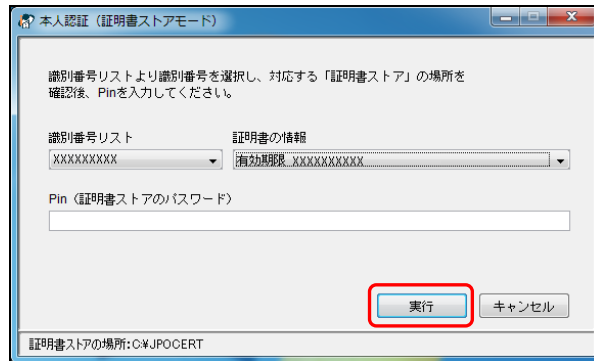 本人認証（証明書ストアモード）
識別番号リストより識別番号を選択し、対応する「証明書ストア」の場所を
確認後、Pinを入力してください。
識別番号リスト 証明書の情報
XXXXXXXXX 有効期限 XXXXXXXXXX
Pin（証明書ストアのパスワード）
実行 キャンセル
証明書ストアの場所:C:¥JPOCERT